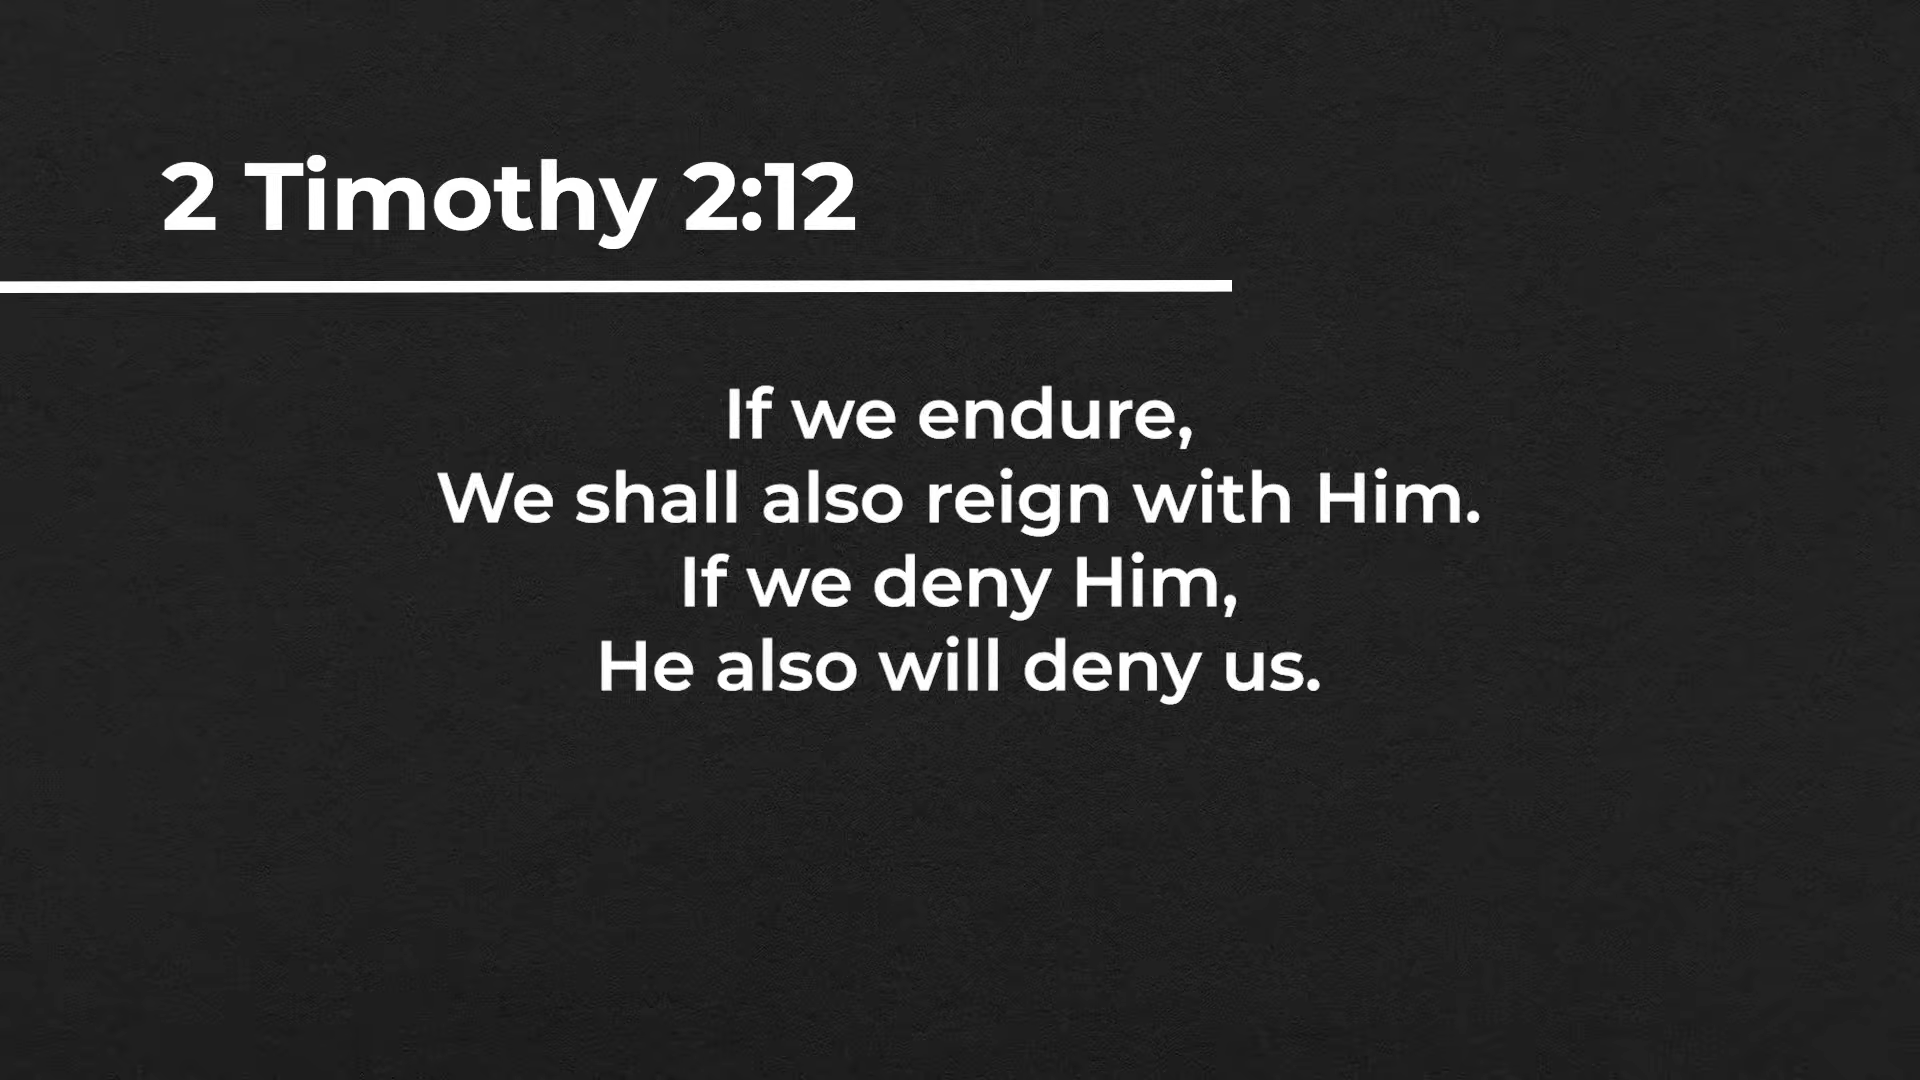 2 Timothy 2:12
If we endure,
We shall also reign with Him.
If we deny Him,
He also will deny us.